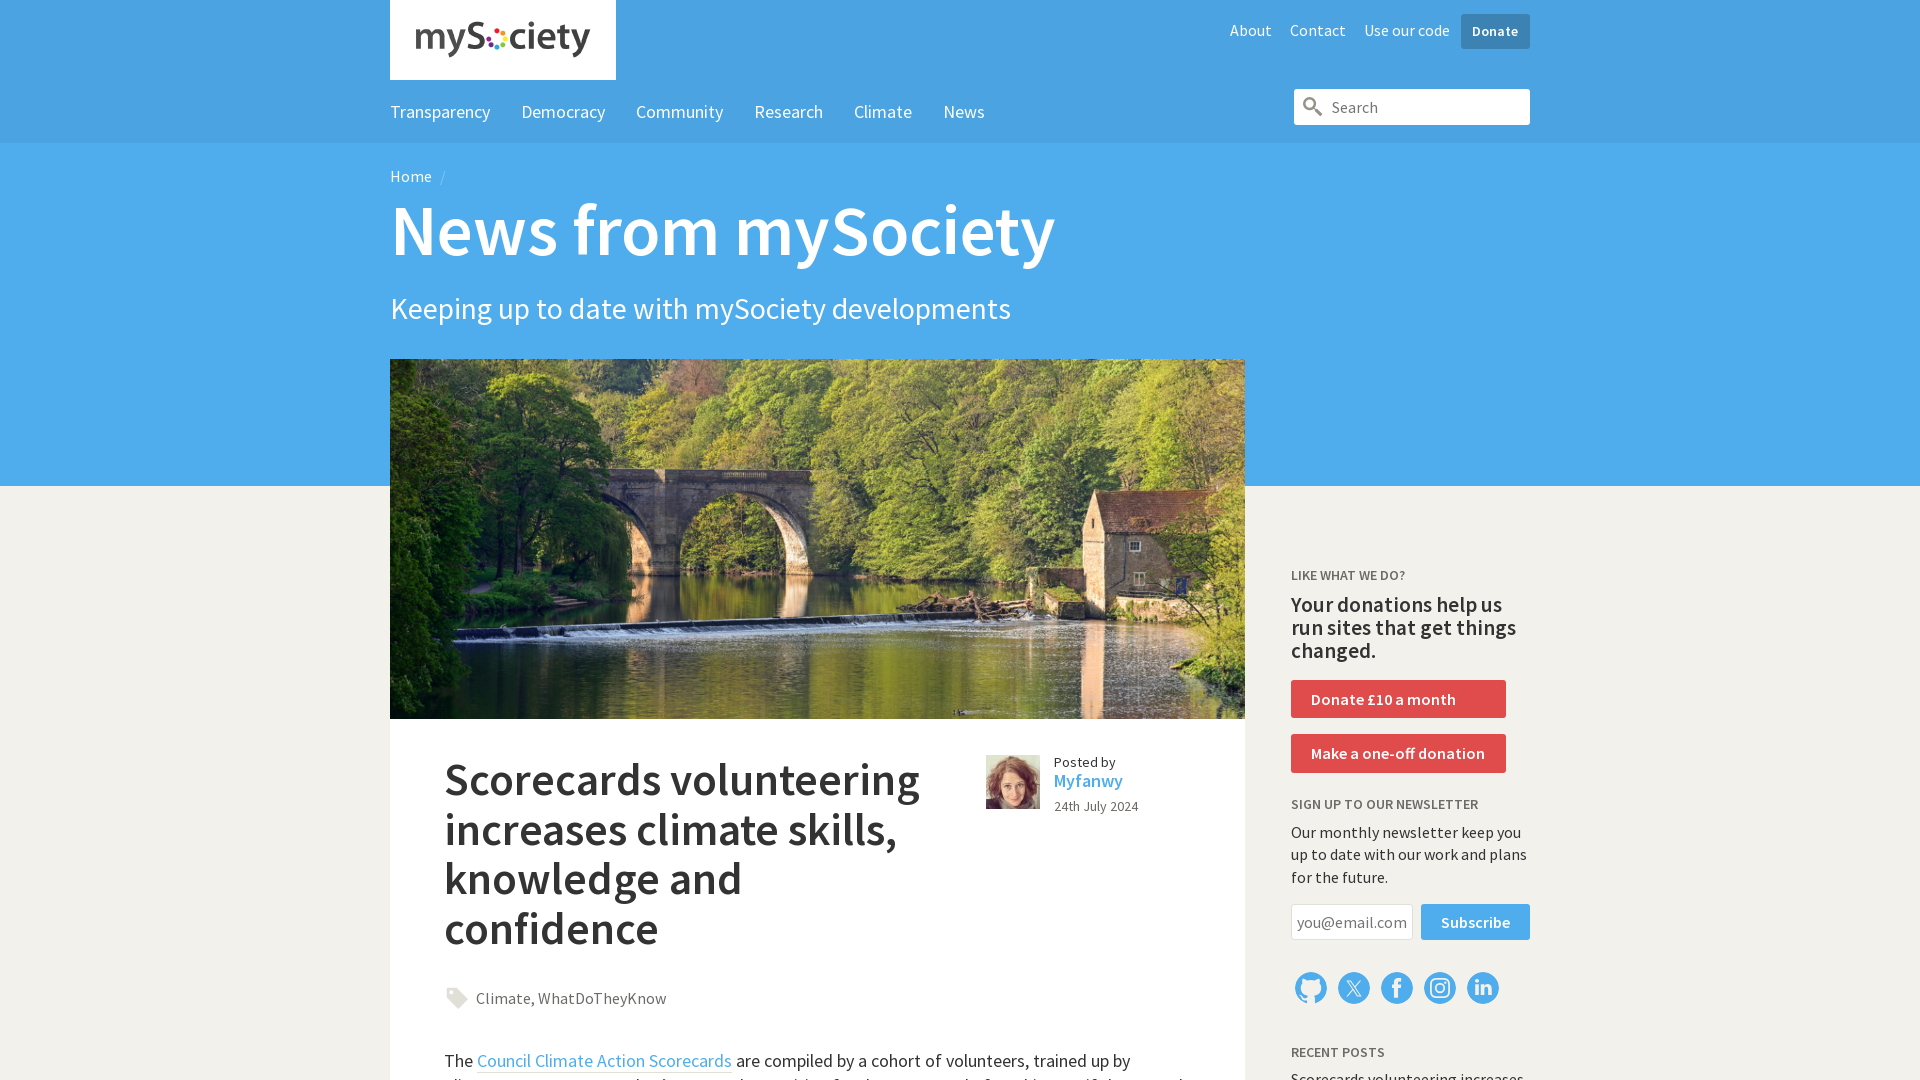 mySociety
About Contact Use our code Donate
Transparency Democracy Community Research Climate News
Search
Home /
News from mySociety
Keeping up to date with mySociety developments
Scorecards volunteering
increases climate skills,
knowledge and
confidence
Posted by
Myfanwy
24th July 2024
Climate, WhatDoTheyKnow
The Council Climate Action Scorecards are compiled by a cohort of volunteers, trained up by
LIKE WHAT WE DO?
Your donations help us
run sites that get things
changed.
Donate £10 a month
Make a one-off donation
SIGN UP TO OUR NEWSLETTER
Our monthly newsletter keep you
up to date with our work and plans
for the future.
you@email.com Subscribe
RECENT POSTS
Scorecards volunteering increases